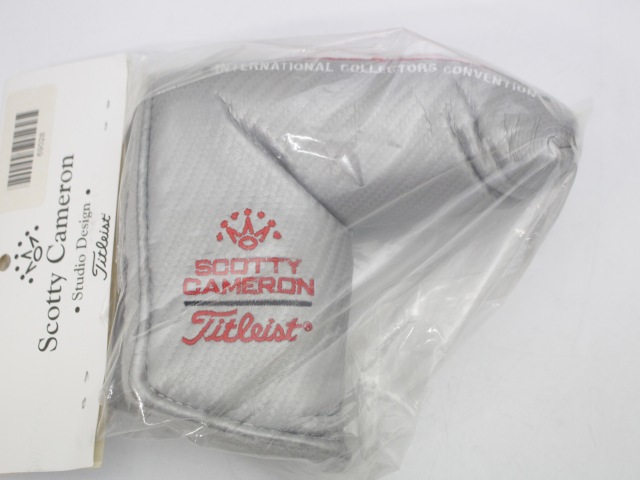 INTERNATIONAL COLLECTORS CONVENTION
SCOTTY
CAMERON
Titleist®
Scotty Cameron
• Studio Design •
Titleist